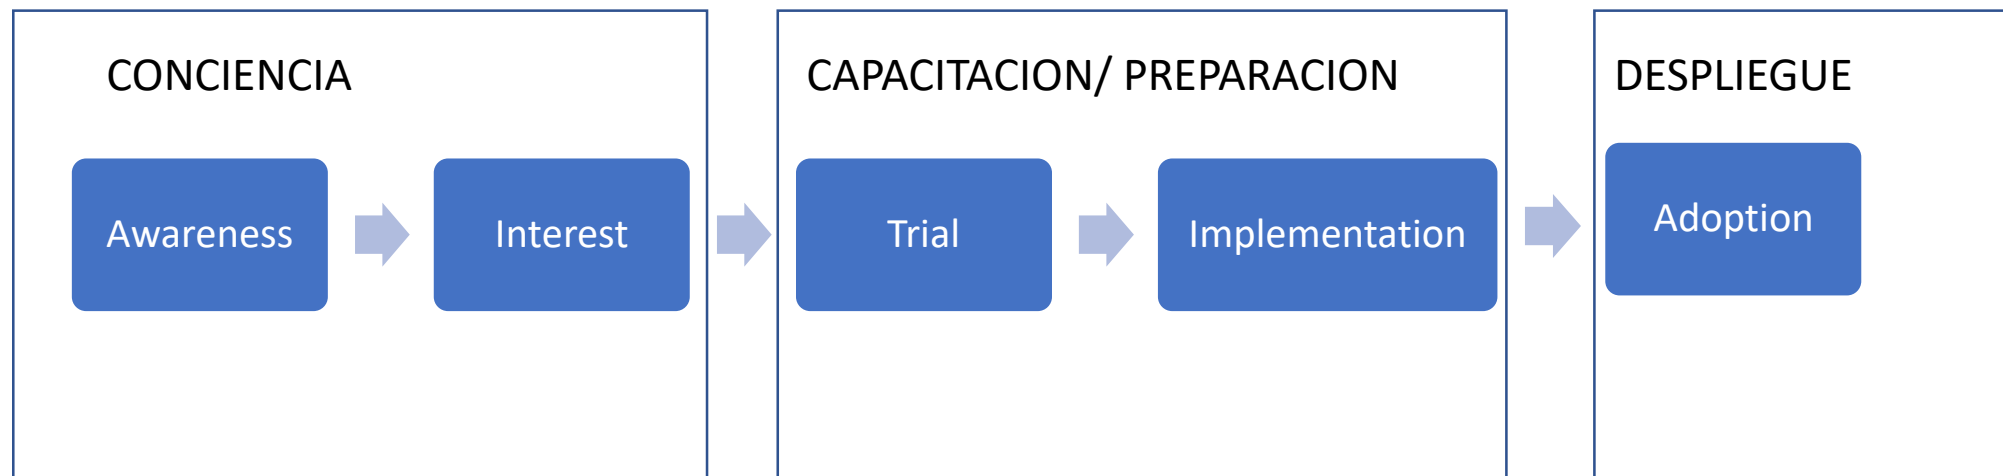 CONCIENCIA
Awareness
Interest
CAPACITACION/ PREPARACION
Trial
Implementation
DESPLIEGUE
Adoption